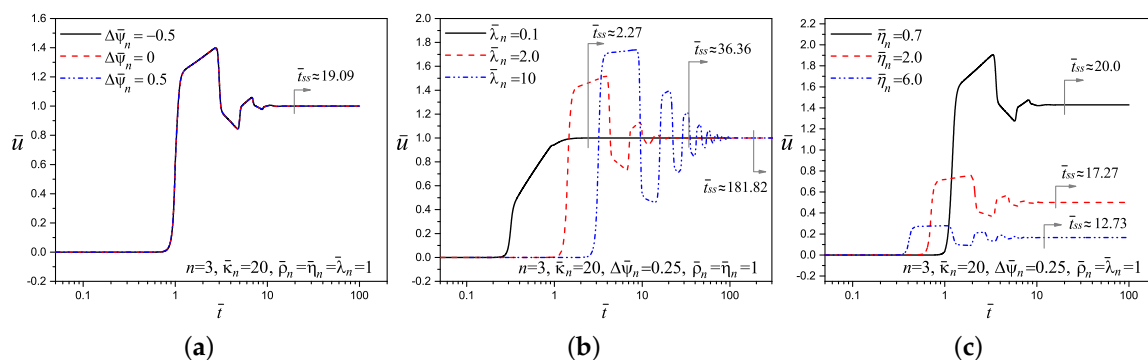 1.6
1.4
1.2
1.0
0.8
0.6
0.4
0.2
0.0
-0.2
ū
Δψ̄n = −0.5
Δψ̄n = 0
Δψ̄n = 0.5
t̄ss≈19.09
n=3, κ̄n=20, ρ̄n=η̄n=λ̄n=1
0.1 1 10 100
t̄
(a)
2.0
1.8
1.6
1.4
1.2
1.0
0.8
0.6
0.4
0.2
0.0
-0.2
ū
λ̄n=0.1
λ̄n=2.0
λ̄n=10
t̄ss≈2.27
t̄ss≈36.36
t̄ss≈181.82
n=3, κ̄n=20, Δψ̄n=0.25, ρ̄n=η̄n=1
0.1 1 10 100
t̄
(b)
2.2
2.0
1.8
1.6
1.4
1.2
1.0
0.8
0.6
0.4
0.2
0.0
-0.2
ū
η̄n=0.7
η̄n=2.0
η̄n=6.0
t̄ss≈20.0
t̄ss≈17.27
t̄ss≈12.73
n=3, κ̄n=20, Δψ̄n=0.25, ρ̄n=λ̄n=1
0.1 1 10 100
t̄
(c)